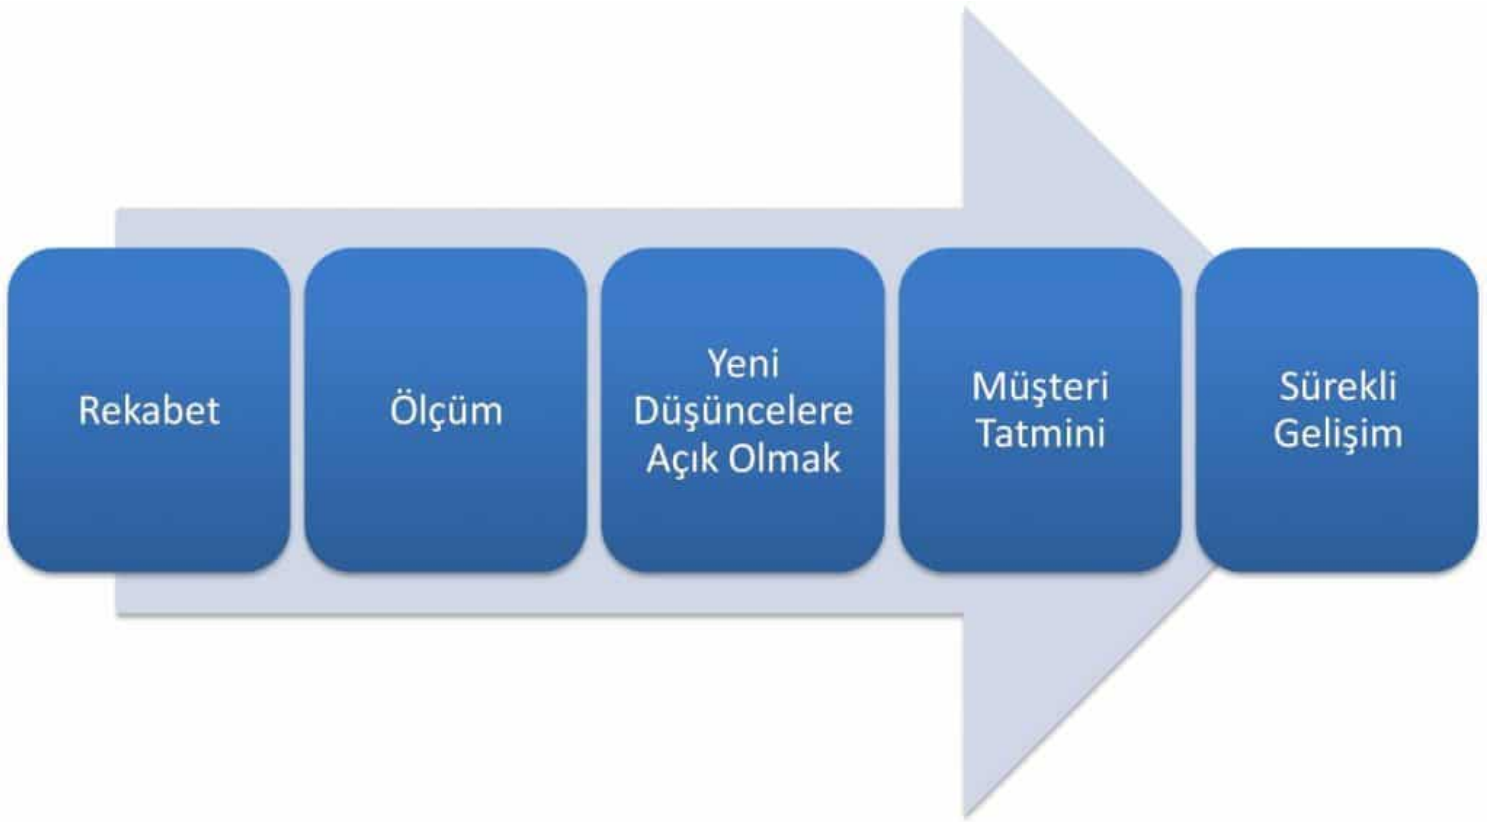 Rekabet
Ölçüm
Yeni
Düşüncelere
Açık Olmak
Müşteri
Tatmini
Sürekli
Gelişim